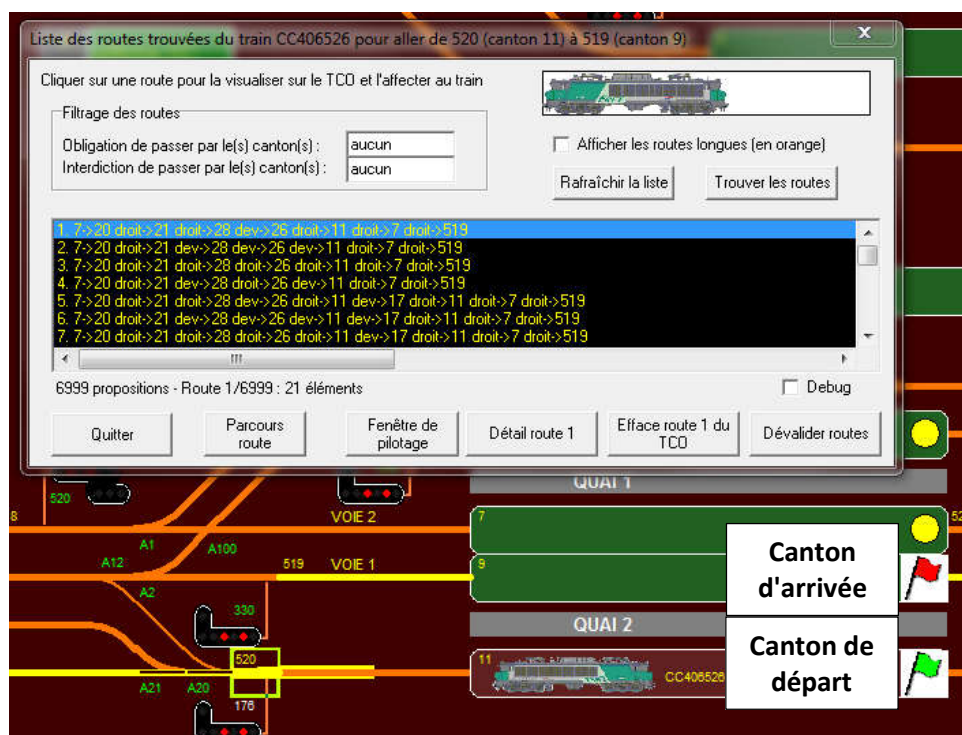 Liste des routes trouvées du train CC406526 pour aller de 520 (canton 11) à 519 (canton 9)
x
Cliquer sur une route pour la visualiser sur le TCO et l'affecter au train
Filtrage des routes
Obligation de passer par le(s) canton(s) : aucun
Interdiction de passer par le(s) canton(s) : aucun
Afficher les routes longues (en orange)
Rafraîchir la liste
Trouver les routes
1. 7->20 droit->21 droit->28 dev->26 droit->11 droit->7 droit->519
2. 7->20 droit->21 dev->28 dev->26 dev->11 droit->7 droit->519
3. 7->20 droit->21 droit->28 droit->26 droit->11 droit->7 droit->519
4. 7->20 droit->21 dev->28 droit->26 dev->11 droit->7 droit->519
5. 7->20 droit->21 droit->28 dev->26 droit->11 dev->17 droit->11 droit->7 droit->519
6. 7->20 droit->21 dev->28 dev->26 dev->11 dev->17 droit->11 droit->7 droit->519
7. 7->20 droit->21 droit->28 droit->26 droit->11 dev->17 droit->11 droit->7 droit->519
6999 propositions - Route 1/6999 : 21 éléments
Debug
Quitter
Parcours
route
Fenêtre de
pilotage
Détail route 1
Efface route 1 du
TCO
Dévalider routes
QUAI 1
520
8
VOIE 2
7
52
A1
A100
A12
519
VOIE 1
9
Canton
d'arrivée
A2
330
QUAI 2
520
11
CC406526
Canton de
départ
A21
A20
176